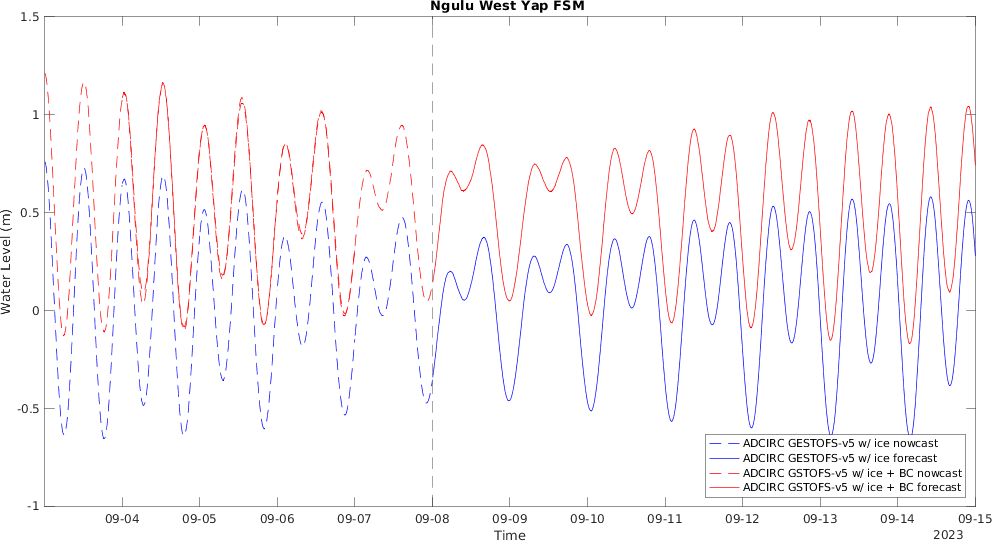 Ngulu West Yap FSM
1.5
1
0.5
0
-0.5
-1
Water Level (m)
09-04 09-05 09-06 09-07 09-08 09-09 09-10 09-11 09-12 09-13 09-14 09-15
Time
2023
ADCIRC GESTOFS-v5 w/ ice nowcast
ADCIRC GESTOFS-v5 w/ ice forecast
ADCIRC GSTOFS-v5 w/ ice + BC nowcast
ADCIRC GSTOFS-v5 w/ ice + BC forecast